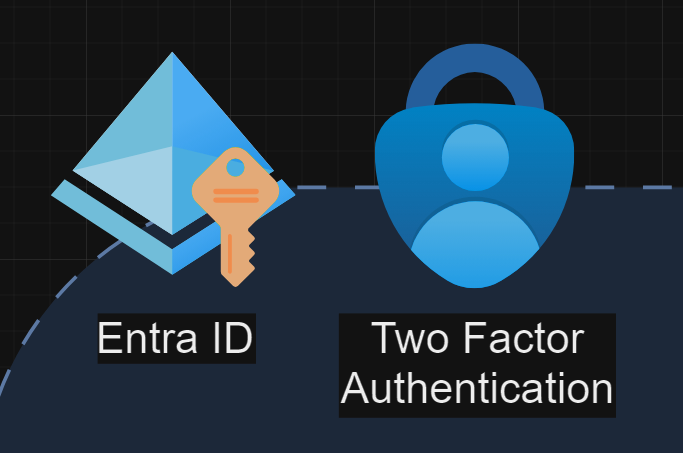 Entra ID
Two Factor
Authentication